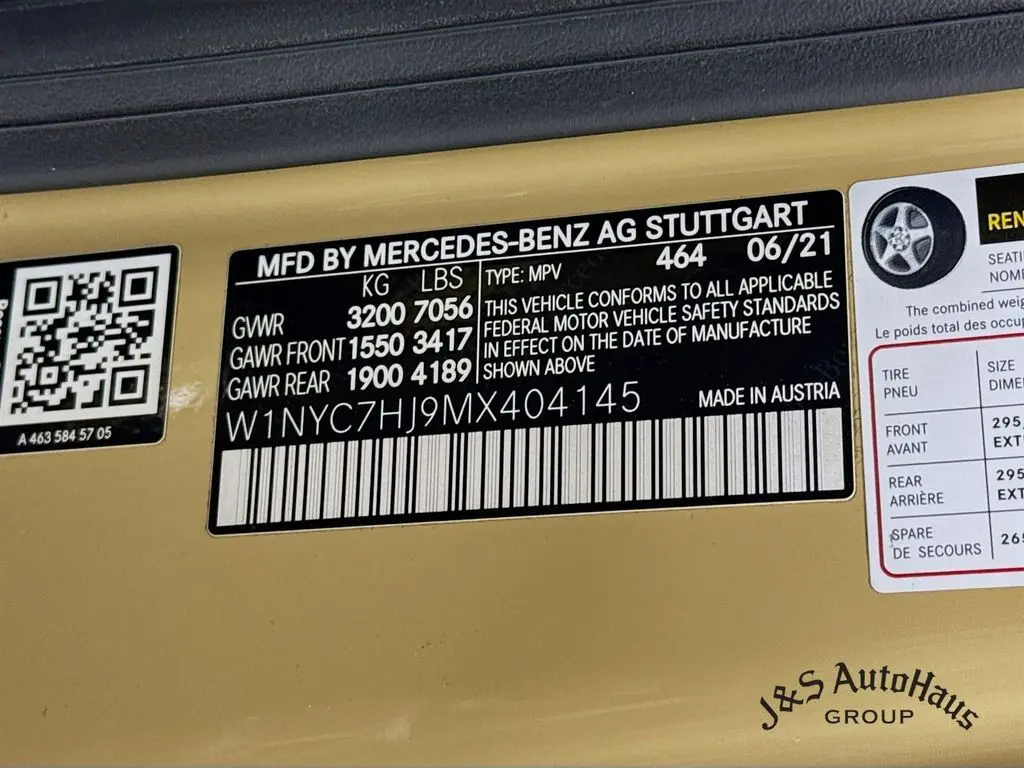 MFD BY MERCEDES-BENZ AG STUTTGART
KG LBS
TYPE: MPV 464 06/21
GVWR 3200 7056
GAWR FRONT 1550 3417
GAWR REAR 1900 4189
THIS VEHICLE CONFORMS TO ALL APPLICABLE
FEDERAL MOTOR VEHICLE SAFETY STANDARDS
IN EFFECT ON THE DATE OF MANUFACTURE
SHOWN ABOVE
W1NYC7HJ9MX404145
MADE IN AUSTRIA
A 463 584 57 05
The combined
Le poids total des
TIRE
PNEU
SIZE
FRONT
AVANT
REAR
ARRIÈRE
SPARE
DE SECOURS
J&S AutoHaus
GROUP